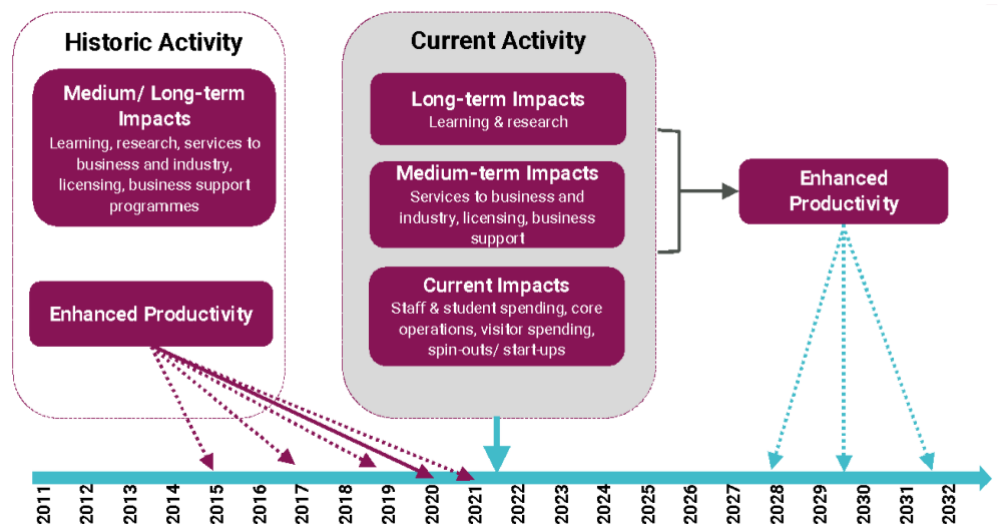 Historic Activity
Medium/ Long-term
Impacts
Learning, research, services to
business and industry,
licensing, business support
programmes
Enhanced Productivity
Current Activity
Long-term Impacts
Learning & research
Medium-term Impacts
Services to business and
industry, licensing, business
support
Current Impacts
Staff & student spending, core
operations, visitor spending,
spin-outs/ start-ups
Enhanced
Productivity
2011
2012
2013
2014
2015
2016
2017
2018
2019
2020
2021
2022
2023
2024
2025
2026
2027
2028
2029
2030
2031
2032